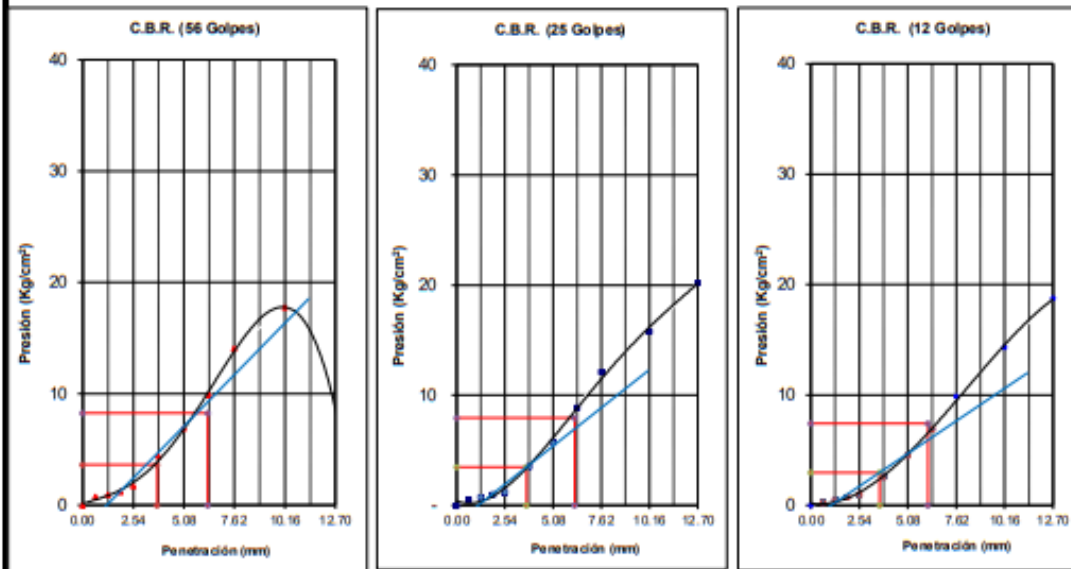 C.B.R. (56 Golpes)
40
30
20
10
0
Presión (Kg/cm²)
0.00 2.54 5.08 7.62 10.16 12.70
Penetración (mm)
C.B.R. (25 Golpes)
40
30
20
10
-
Presión (Kg/cm²)
0.00 2.54 5.08 7.62 10.16 12.70
Penetración (mm)
C.B.R. (12 Golpes)
40
30
20
10
0
Presión (Kg/cm²)
0.00 2.54 5.08 7.62 10.16 12.70
Penetración (mm)